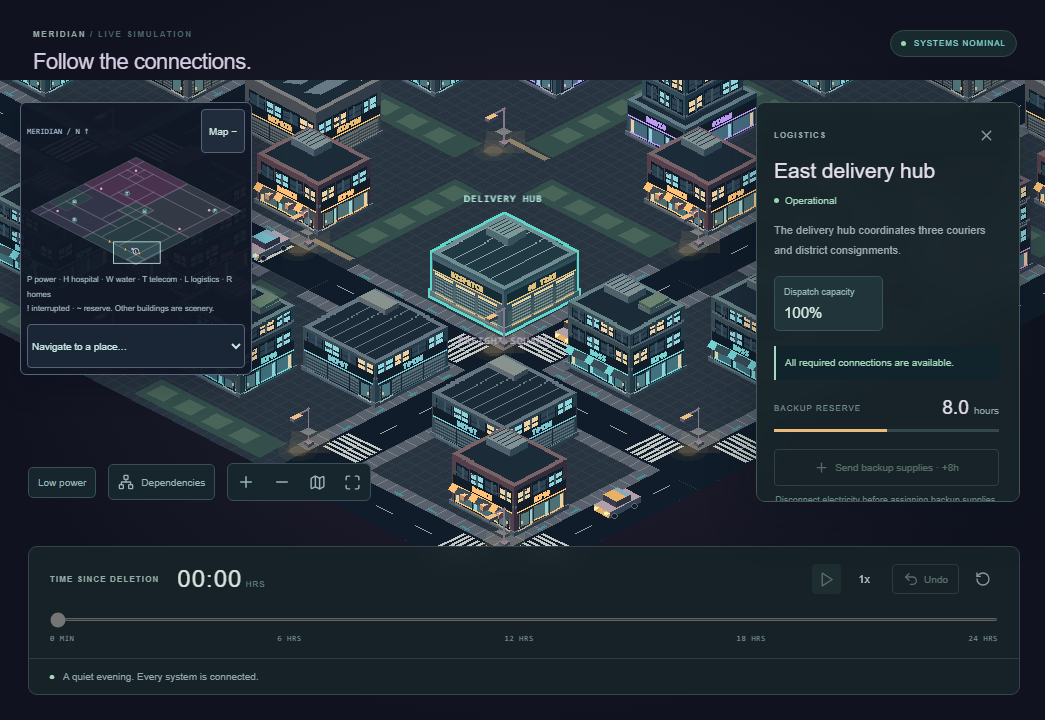 MERIDIAN / LIVE SIMULATION
Follow the connections.
SYSTEMS NOMINAL
MERIDIAN / N ↑
Map −
P power · H hospital · W water · T telecom · L logistics · R
homes
! interrupted · ~ reserve. Other buildings are scenery.
Navigate to a place...
DELIVERY HUB
DISPATCH
ON TIME
DEPOT
LOGISTICS
East delivery hub
Operational
The delivery hub coordinates three couriers
and district consignments.
Dispatch capacity
100%
All required connections are available.
BACKUP RESERVE
8.0 hours
Send backup supplies · +8h
Disconnect electricity before assigning backup supplies
Low power
Dependencies
TIME SINCE DELETION
00:00 HRS
1x
Undo
0 MIN
6 HRS
12 HRS
18 HRS
24 HRS
A quiet evening. Every system is connected.